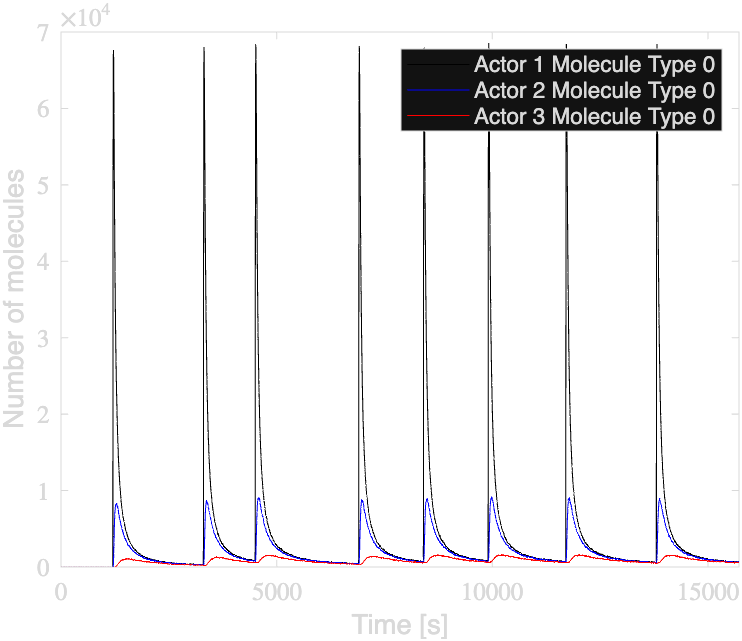 ×10⁴
7
6
5
4
3
2
1
0
Number of molecules
Actor 1 Molecule Type 0
Actor 2 Molecule Type 0
Actor 3 Molecule Type 0
0 5000 10000 15000
Time [s]